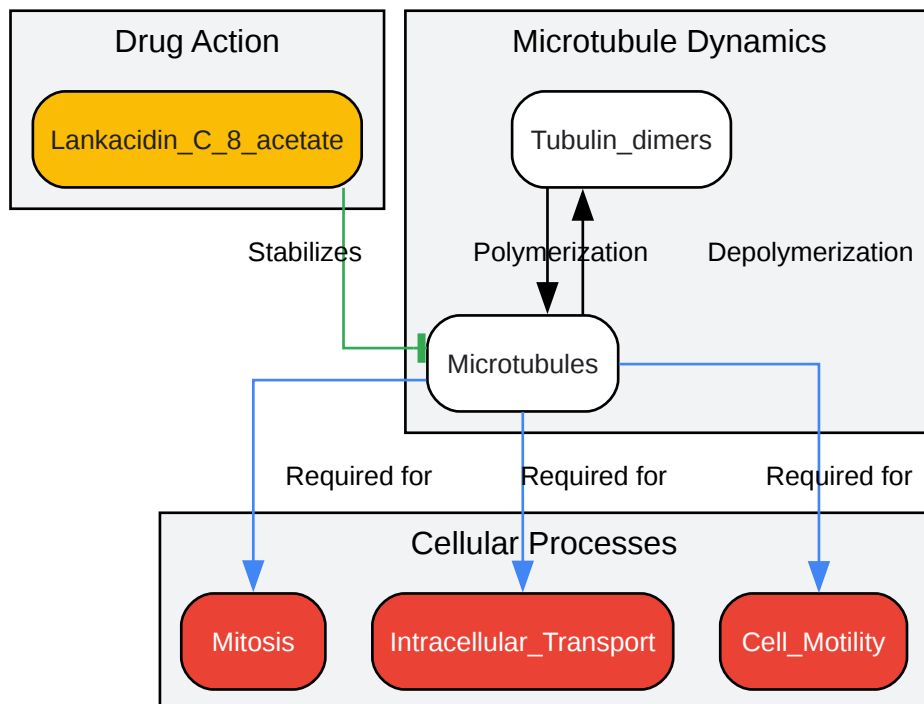 Drug Action
Microtubule Dynamics
Lankacidin_C_8_acetate
Tubulin_dimers
Stabilizes
Polymerization
Depolymerization
Microtubules
Required for
Required for
Required for
Cellular Processes
Mitosis
Intracellular_Transport
Cell_Motility